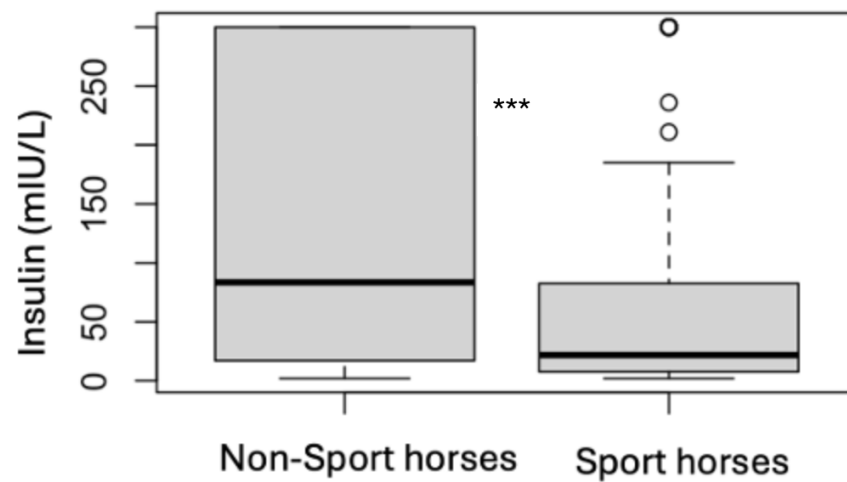 Insulin (mIU/L)
250
150
50
0
***
Non-Sport horses
Sport horses